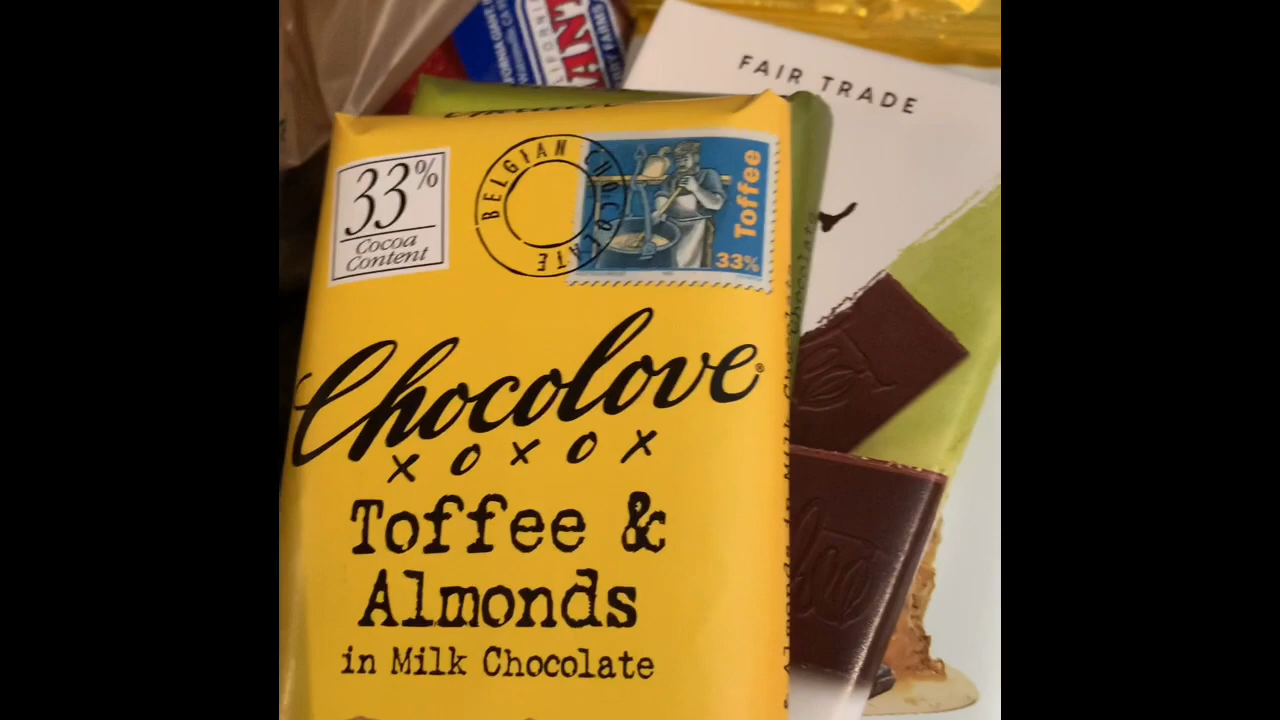 FAIR TRADE
33%
Cocoa
Content
BELGIAN CHOCOLATE
Toffee
33%
Chocolove
xoxox
Toffee &
Almonds
in Milk Chocolate